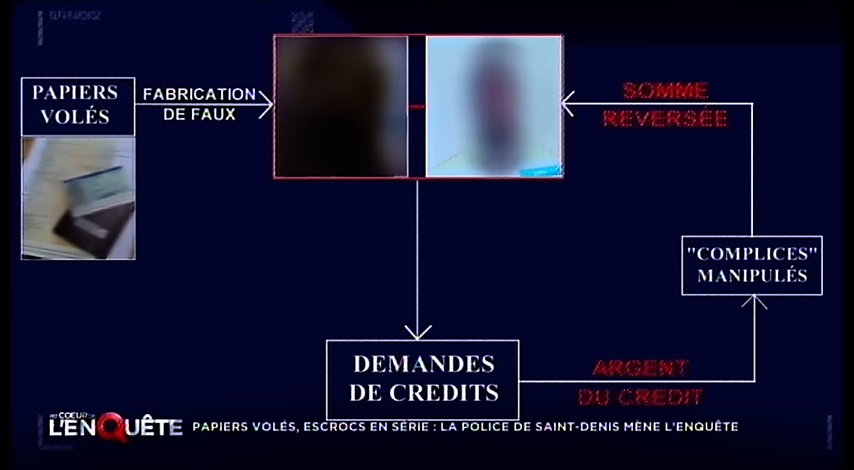 PAPIERS
VOLÉS
FABRICATION
DE FAUX
SOMME
REVERSÉE
"COMPLICES"
MANIPULÉS
DEMANDES
DE CREDITS
ARGENT
DU CREDIT
AU COEUR DE
L'ENQUÊTE
PAPIERS VOLÉS, ESCROCS EN SÉRIE : LA POLICE DE SAINT-DENIS MÈNE L'ENQUÊTE